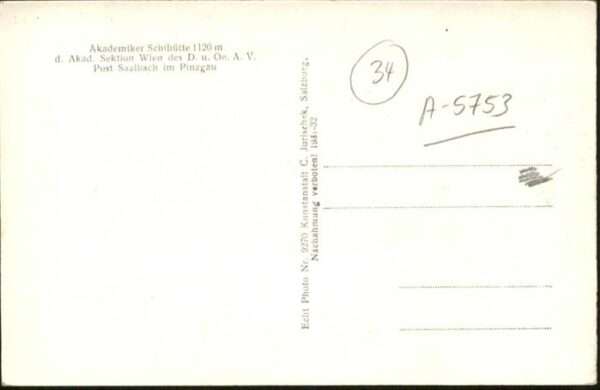 Akademiker Schihütte 1120 m
d. Akad. Sektion Wien des D. u. Oe. A. V.
Post Saalbach im Pinzgau
34
A-5753
Echt Photo Nr. 9270 Kunstanstalt C. Jurischek, Salzburg.
Nachahmung verboten! 1931-32